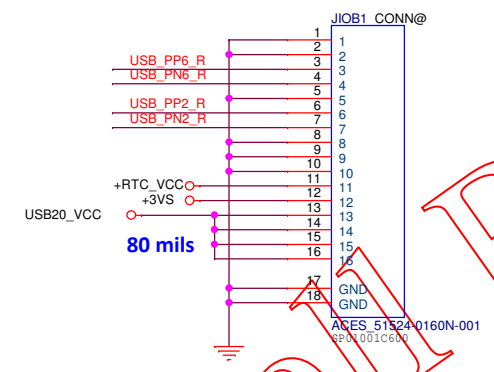 JIOB1 CONN@
1 1
2 2
USB_PP6_R 3 3
USB_PN6_R 4 4
5 5
USB_PP2_R 6 6
USB_PN2_R 7 7
8 8
9 9
10 10
+RTC_VCC 11 11
+3VS 12 12
USB20_VCC 13 13
14 14
80 mils 15 15
16 16
17 GND
18 GND
ACES_51524-0160N-001
SP01001C600